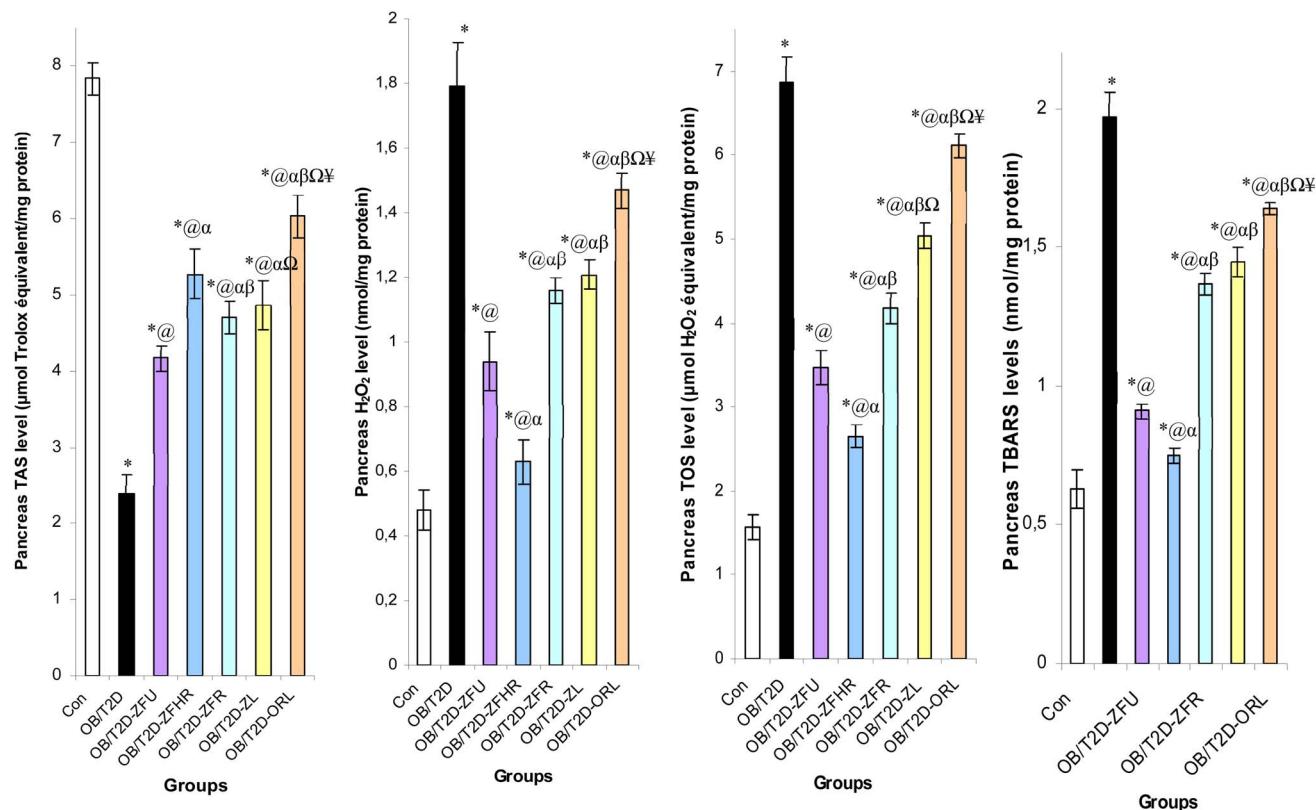 Pancreas TAS level (μmol Trolox équivalent/mg protein)
8
7
6
5
4
3
2
1
0
*
*@
*@α
*@αβ
*@αΩ
*@αβΩ¥
Con
OB/T2D
OB/T2D-ZFU
OB/T2D-ZFHR
OB/T2D-ZFR
OB/T2D-ZL
OB/T2D-ORL
Groups
Pancreas H₂O₂ level (nmol/mg protein)
2
1,8
1,6
1,4
1,2
1
0,8
0,6
0,4
0,2
0
*
*@
*@α
*@αβ
*@αβ
*@αβΩ¥
Con
OB/T2D
OB/T2D-ZFU
OB/T2D-ZFHR
OB/T2D-ZFR
OB/T2D-ZL
OB/T2D-ORL
Groups
Pancreas TOS level (μmol H₂O₂ équivalent/mg protein)
7
6
5
4
3
2
1
0
*
*@
*@α
*@αβ
*@αβΩ
*@αβΩ¥
Con
OB/T2D
OB/T2D-ZFU
OB/T2D-ZFHR
OB/T2D-ZFR
OB/T2D-ZL
OB/T2D-ORL
Groups
Pancreas TBARS levels (nmol/mg protein)
2
1,5
1
0,5
0
*
*@
*@α
*@αβ
*@αβ
*@αβΩ¥
Con
OB/T2D-ZFU
OB/T2D-ZFR
OB/T2D-ORL
Groups